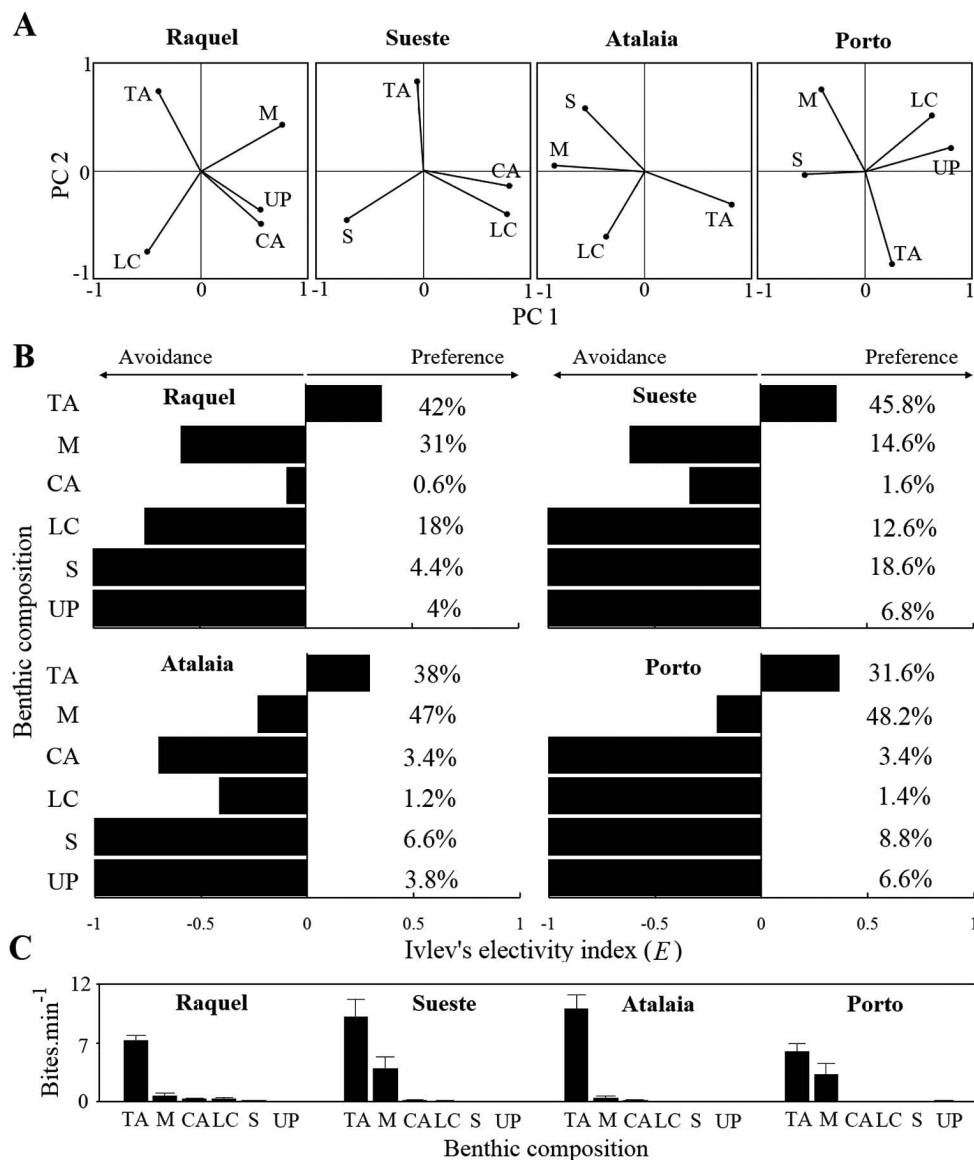 A
Raquel Sueste Atalaia Porto
1
TA M
UP
CA
LC
TA
CA
LC
S
S
M
TA
LC
M LC
UP
S
TA
PC 2
-1
-1 0 1 -1 0 1 -1 0 1 -1 0 1
PC 1
B
Avoidance Preference Avoidance Preference
Raquel Sueste
TA 42% 45.8%
M 31% 14.6%
CA 0.6% 1.6%
LC 18% 12.6%
S 4.4% 18.6%
UP 4% 6.8%
Benthic composition
Atalaia Porto
TA 38% 31.6%
M 47% 48.2%
CA 3.4% 3.4%
LC 1.2% 1.4%
S 6.6% 8.8%
UP 3.8% 6.6%
-1 -0.5 0 0.5 1 -1 -0.5 0 0.5 1
Ivlev's electivity index (E)
C
12
7
0
Bites.min-1
Raquel Sueste Atalaia Porto
TA M CA LC S UP TA M CA LC S UP TA M CA LC S UP TA M CA LC S UP
Benthic composition